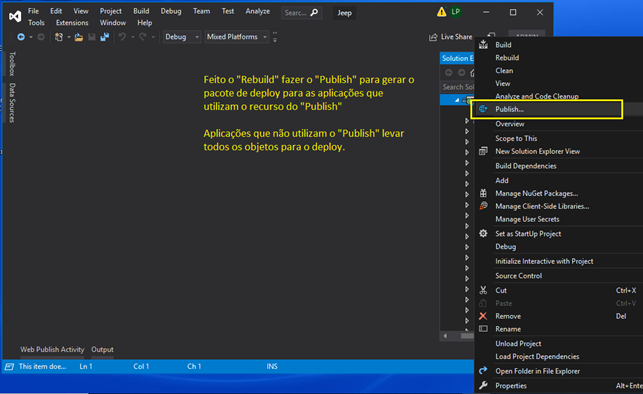 File Edit View Project Build Debug Team Test Analyze Search... Jeep LP
Tools Extensions Window Help
Debug Mixed Platforms Live Share ADMIN
Toolbox
Data Sources
Feito o "Rebuild" fazer o "Publish" para gerar o
pacote de deploy para as aplicações que
utilizam o recurso do "Publish"
Aplicações que não utilizam o "Publish" levar
todos os objetos para o deploy.
Solution Ex
Search Solu
Build
Rebuild
Clean
View
Analyze and Code Cleanup
Publish...
Overview
Scope to This
New Solution Explorer View
Build Dependencies
Add
Manage NuGet Packages...
Manage Client-Side Libraries...
Manage User Secrets
Set as StartUp Project
Debug
Initialize Interactive with Project
Source Control
Cut Ctrl+X
Paste Ctrl+V
Remove Del
Rename
Unload Project
Load Project Dependencies
Open Folder in File Explorer
Properties Alt+Ente
Web Publish Activity Output
This item doe... Ln 1 Col 1 Ch 1 INS